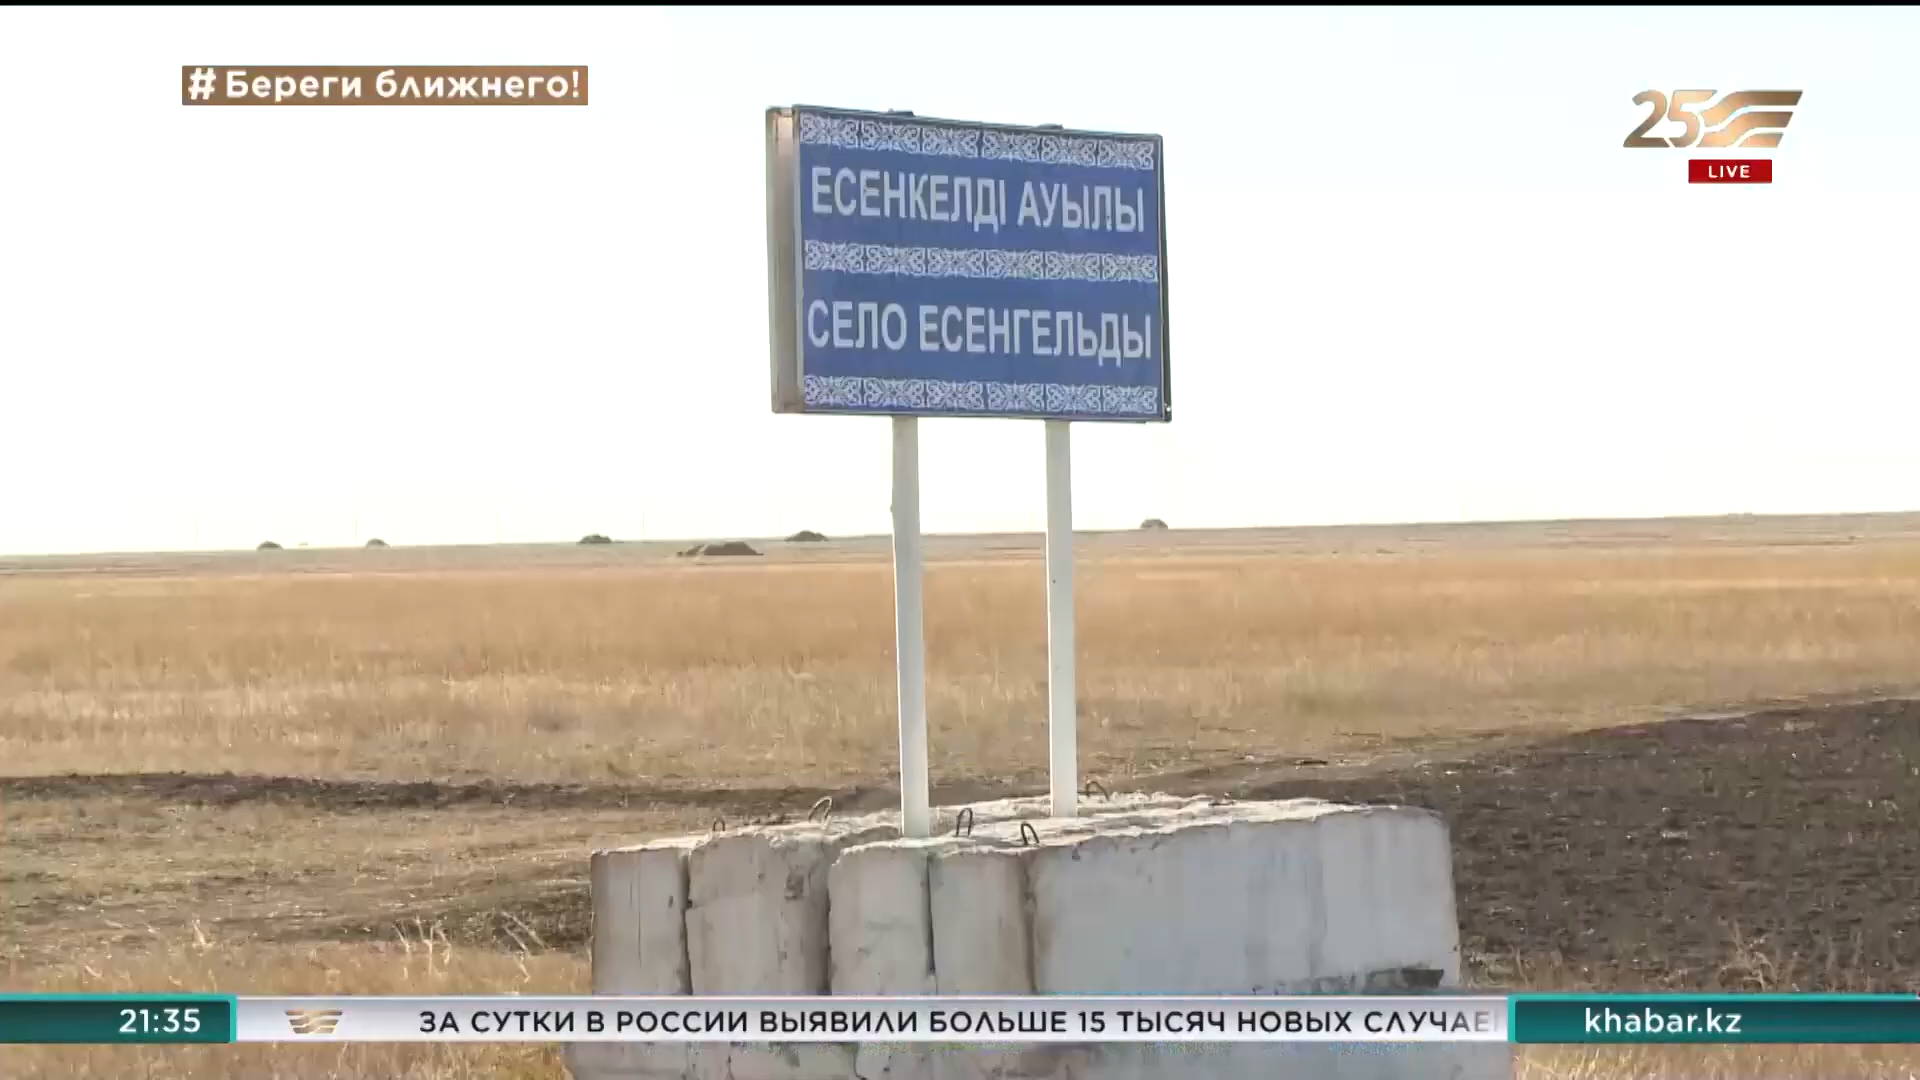 #Береги ближнего!
25
LIVE
ЕСЕНКЕЛДІ АУЫЛЫ
СЕЛО ЕСЕНГЕЛЬДЫ
21:35
ЗА СУТКИ В РОССИИ ВЫЯВИЛИ БОЛЬШЕ 15 ТЫСЯЧ НОВЫХ СЛУЧАЕ
khabar.kz